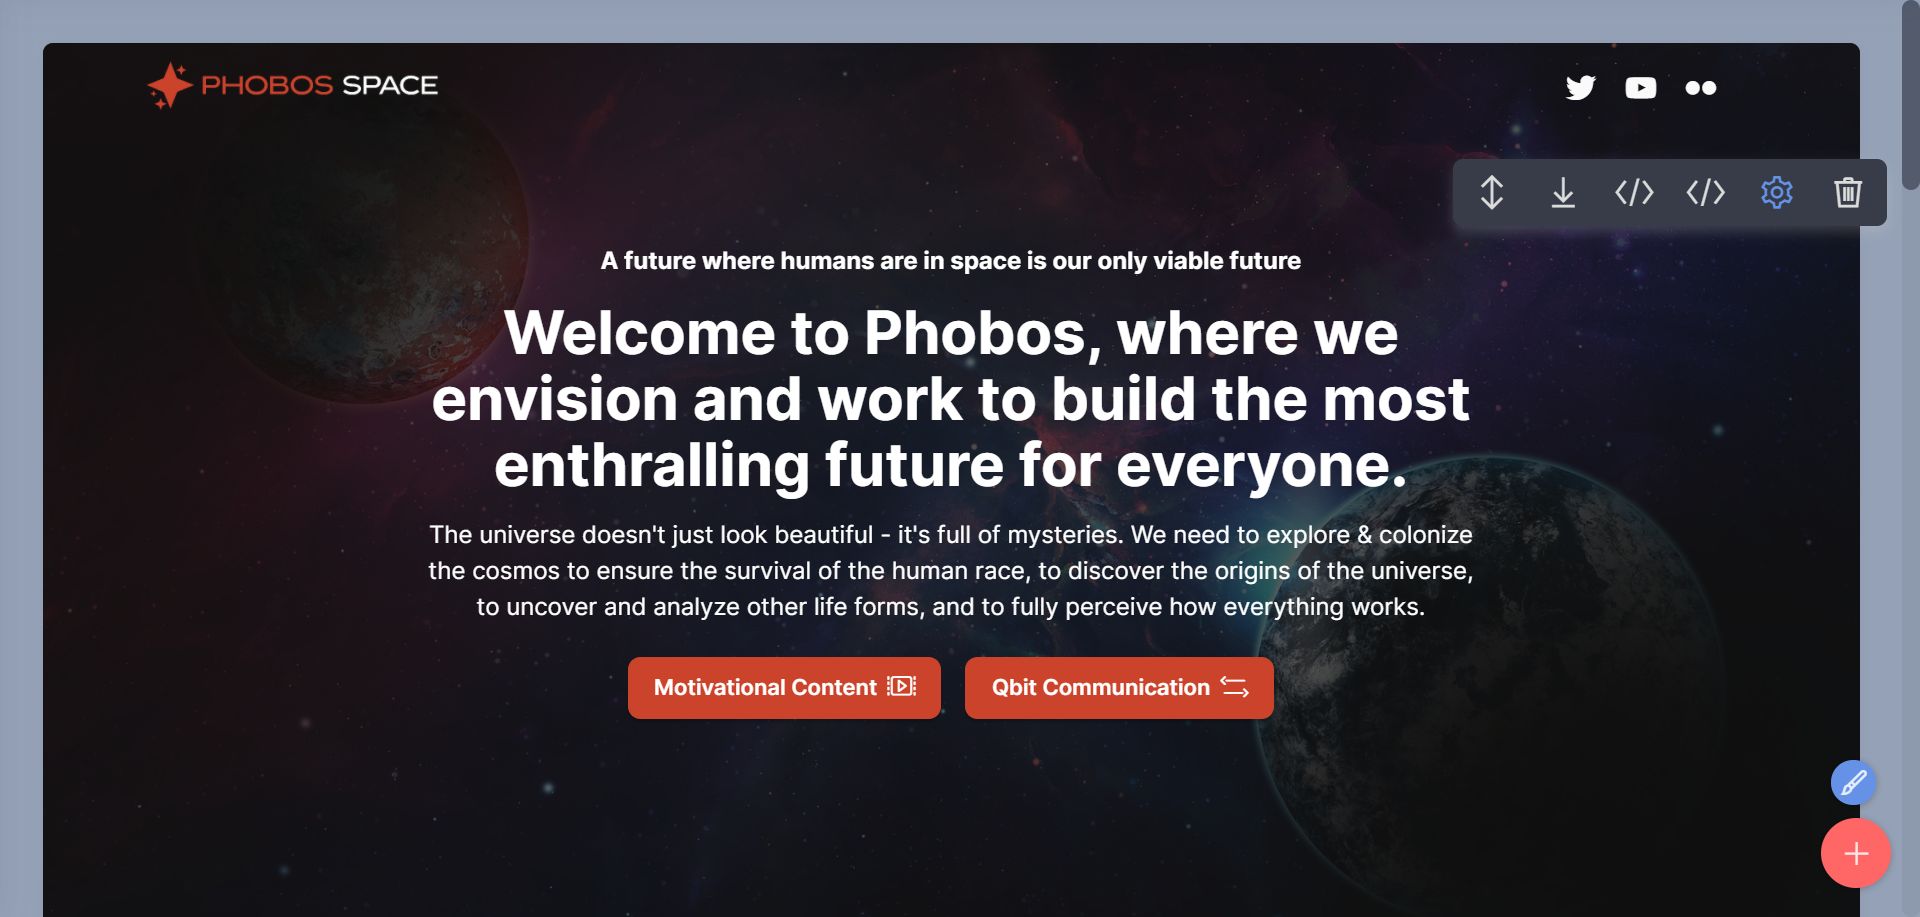 PHOBOS SPACE
A future where humans are in space is our only viable future
Welcome to Phobos, where we
envision and work to build the most
enthralling future for everyone.
The universe doesn't just look beautiful - it's full of mysteries. We need to explore & colonize
the cosmos to ensure the survival of the human race, to discover the origins of the universe,
to uncover and analyze other life forms, and to fully perceive how everything works.
Motivational Content
Qbit Communication